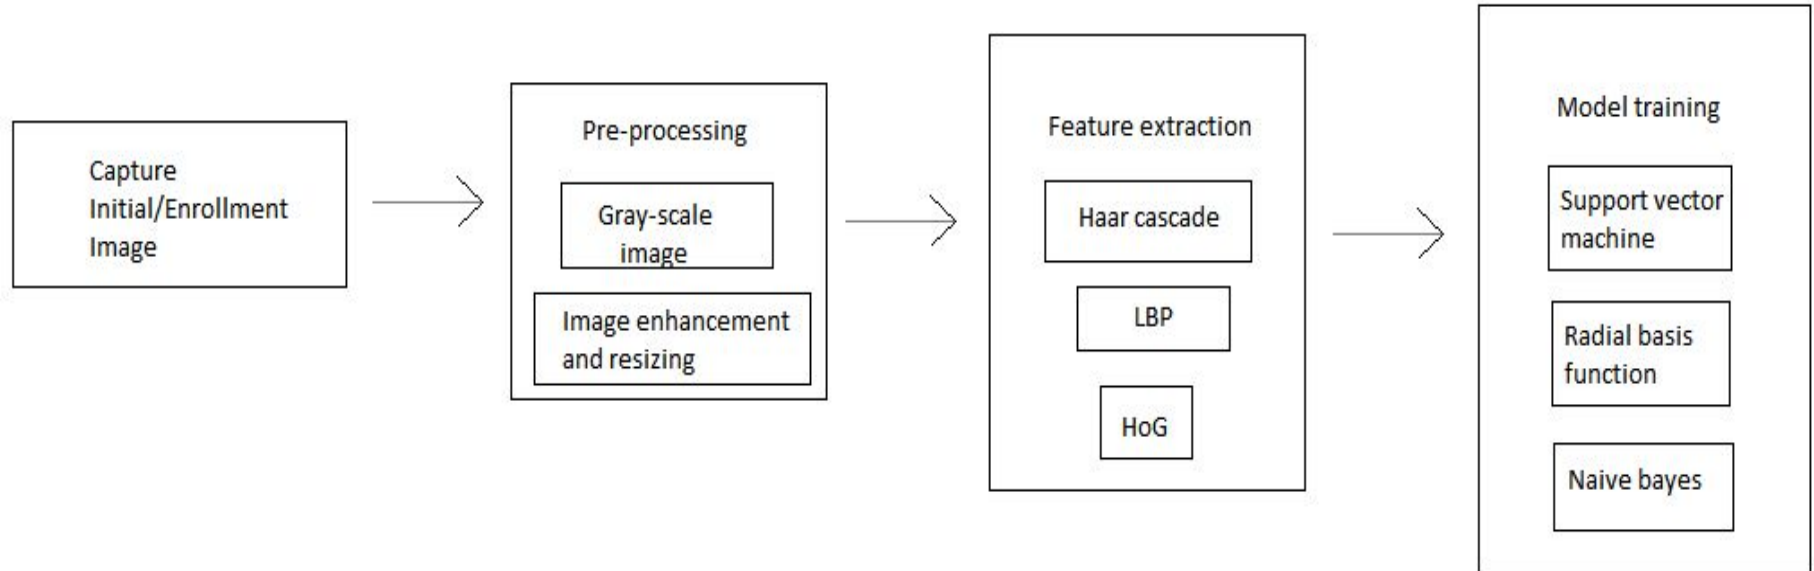 Capture
Initial/Enrollment
Image
Pre-processing
Gray-scale
image
Image enhancement
and resizing
Feature extraction
Haar cascade
LBP
HoG
Model training
Support vector
machine
Radial basis
function
Naive bayes